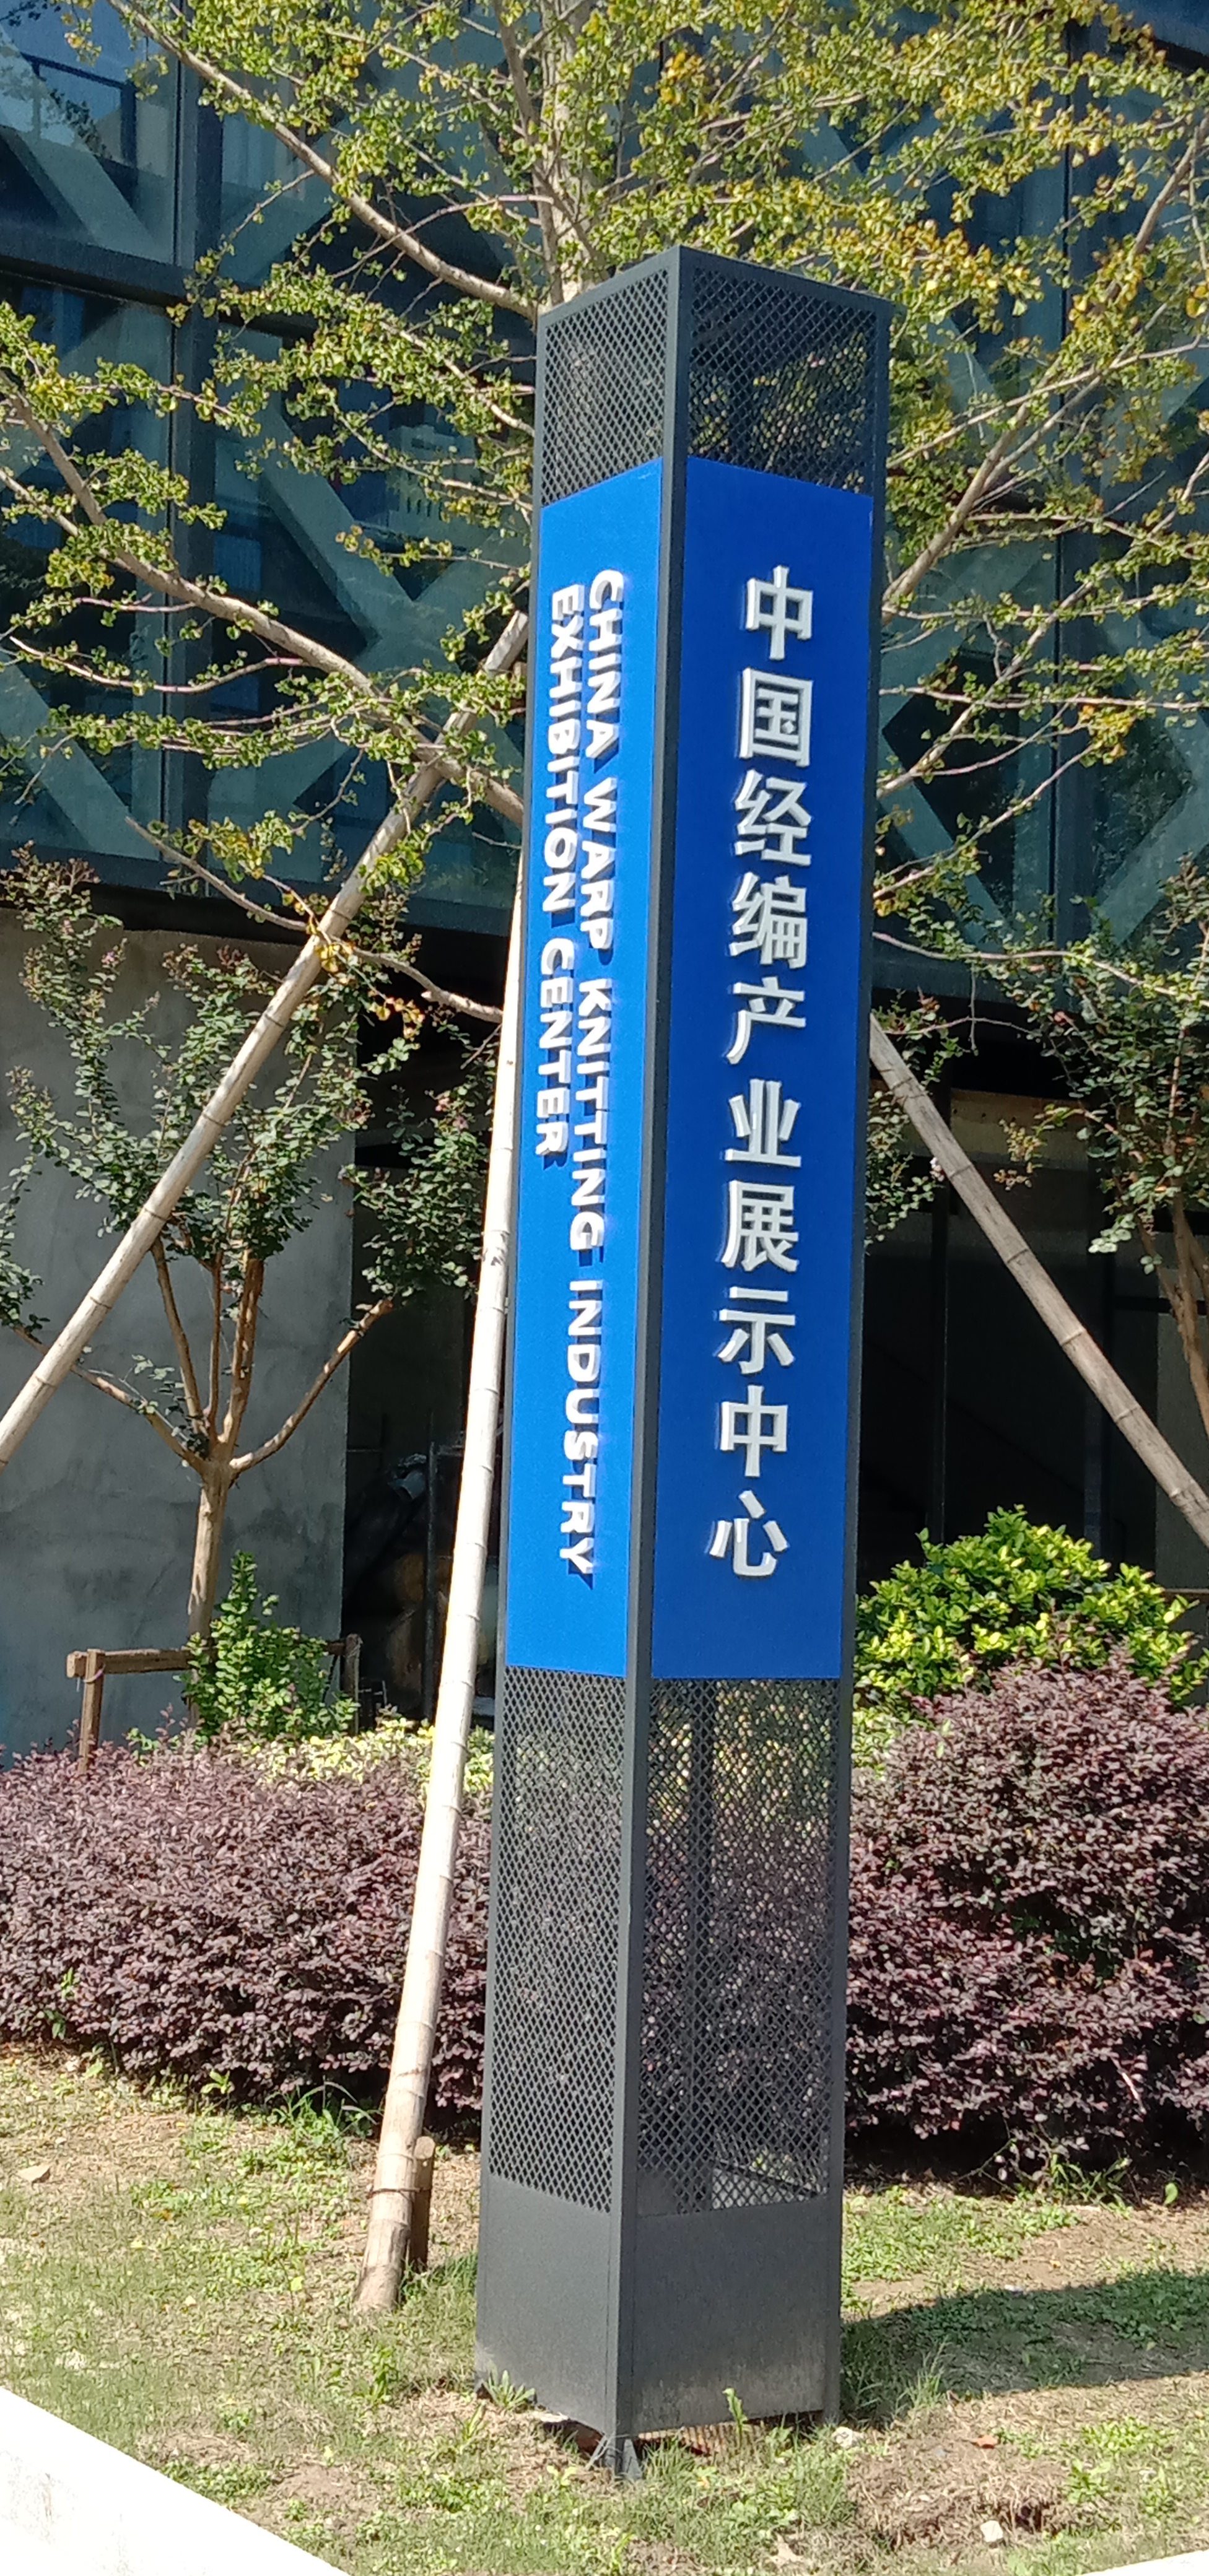 CHINA WARP KNITTING INDUSTRY
EXHIBITION CENTER
中国经编产业展示中心